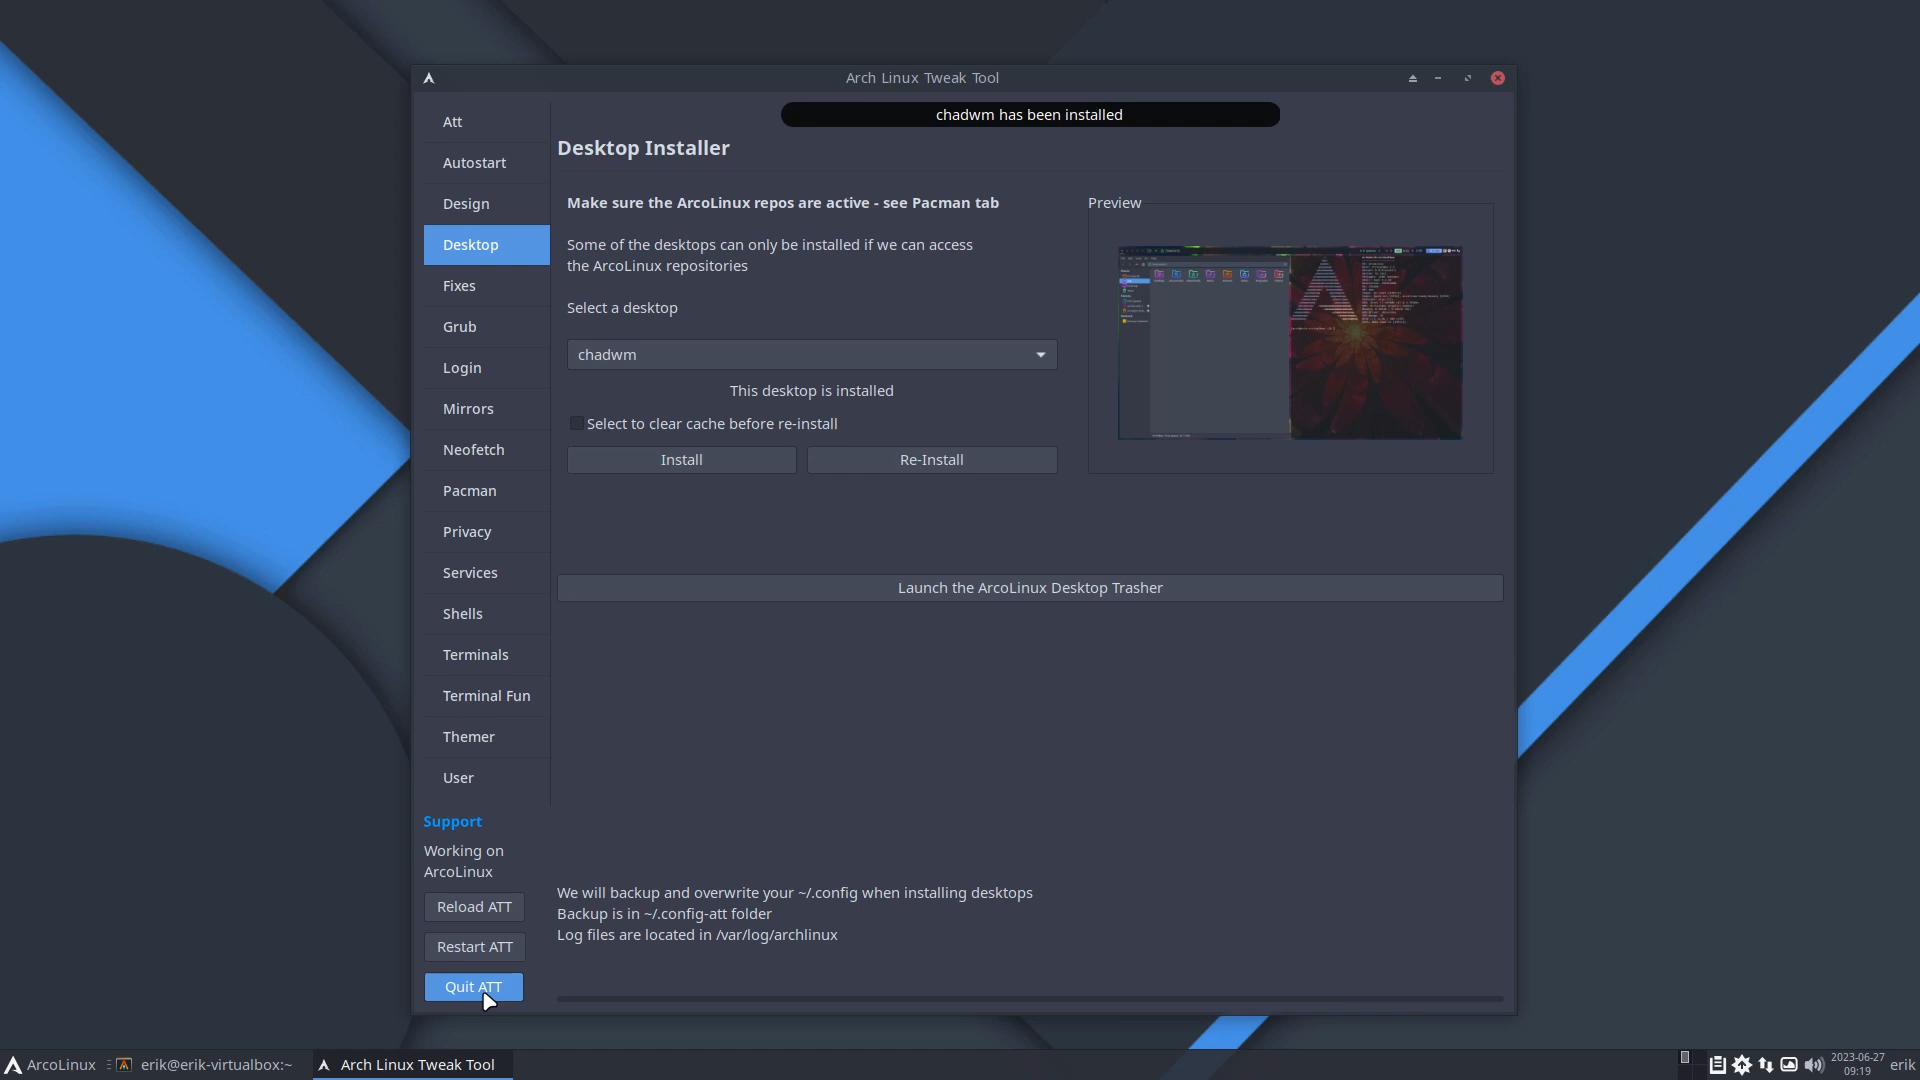 Arch Linux Tweak Tool
chadwm has been installed
Att
Autostart
Design
Desktop
Fixes
Grub
Login
Mirrors
Neofetch
Pacman
Privacy
Services
Shells
Terminals
Terminal Fun
Themer
User
Support
Working on
ArcoLinux
Reload ATT
Restart ATT
Quit ATT
Desktop Installer
Make sure the ArcoLinux repos are active - see Pacman tab
Some of the desktops can only be installed if we can access
the ArcoLinux repositories
Select a desktop
chadwm
This desktop is installed
Select to clear cache before re-install
Install
Re-Install
Preview
Launch the ArcoLinux Desktop Trasher
We will backup and overwrite your ~/.config when installing desktops
Backup is in ~/.config-att folder
Log files are located in /var/log/archlinux
ArcoLinux
erik@erik-virtualbox:~
Arch Linux Tweak Tool
2023-06-27
09:19
erik